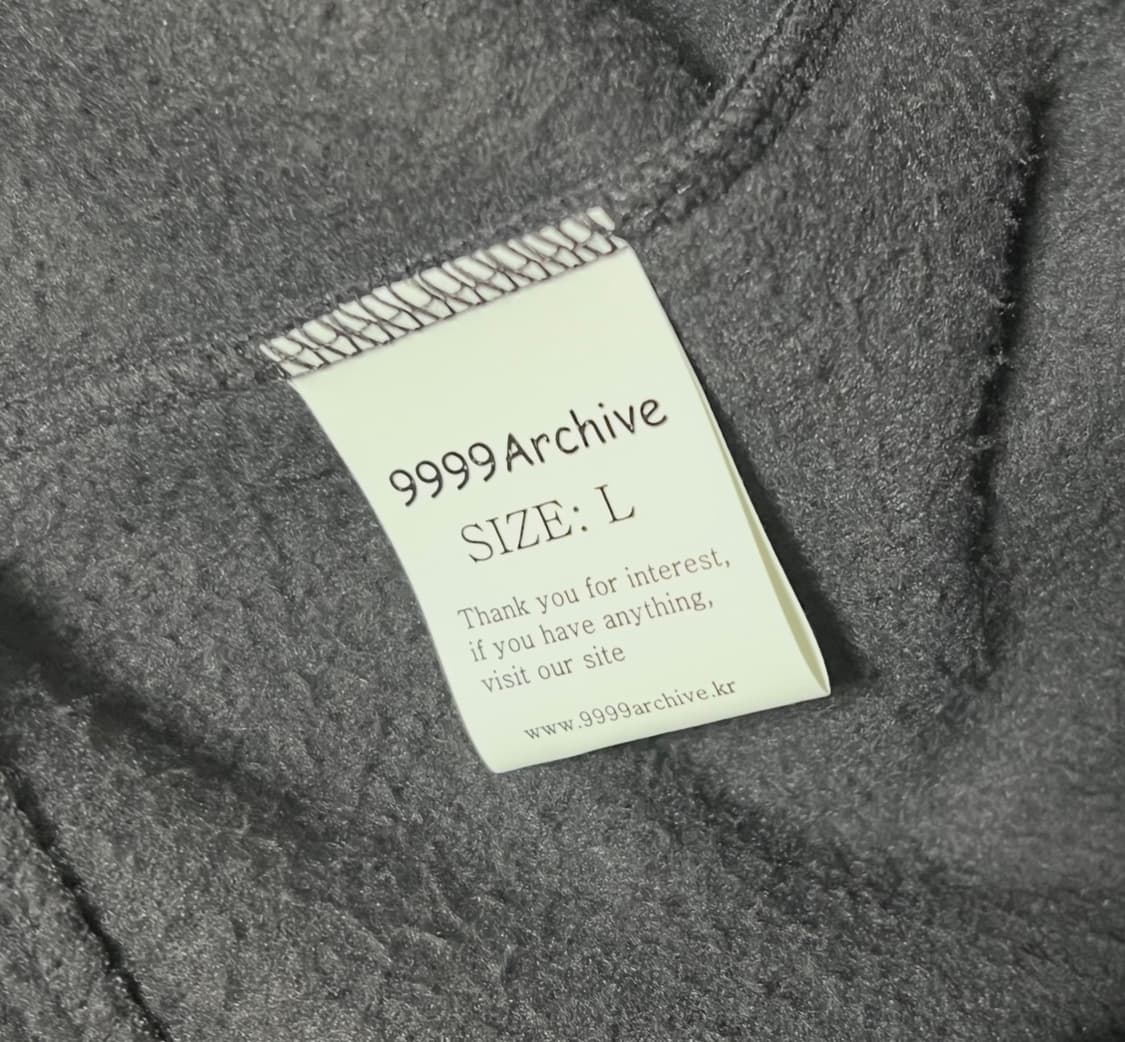 9999Archive
SIZE: L
Thank you for interest,
if you have anything,
visit our site
www.9999archive.kr